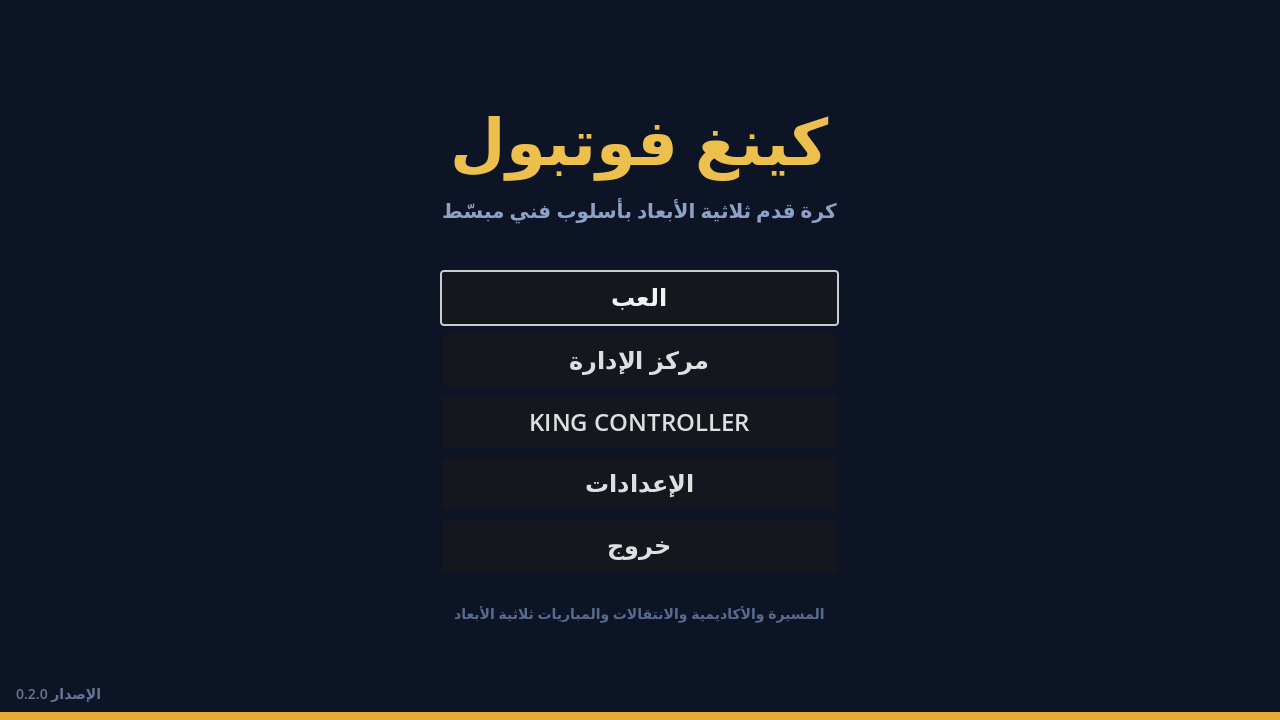 كينغ فوتبول
كرة قدم ثلاثية الأبعاد بأسلوب فني مبسّط
العب
مركز الإدارة
KING CONTROLLER
الإعدادات
خروج
المسيرة والأكاديمية والانتقالات والمباريات ثلاثية الأبعاد
الإصدار 0.2.0